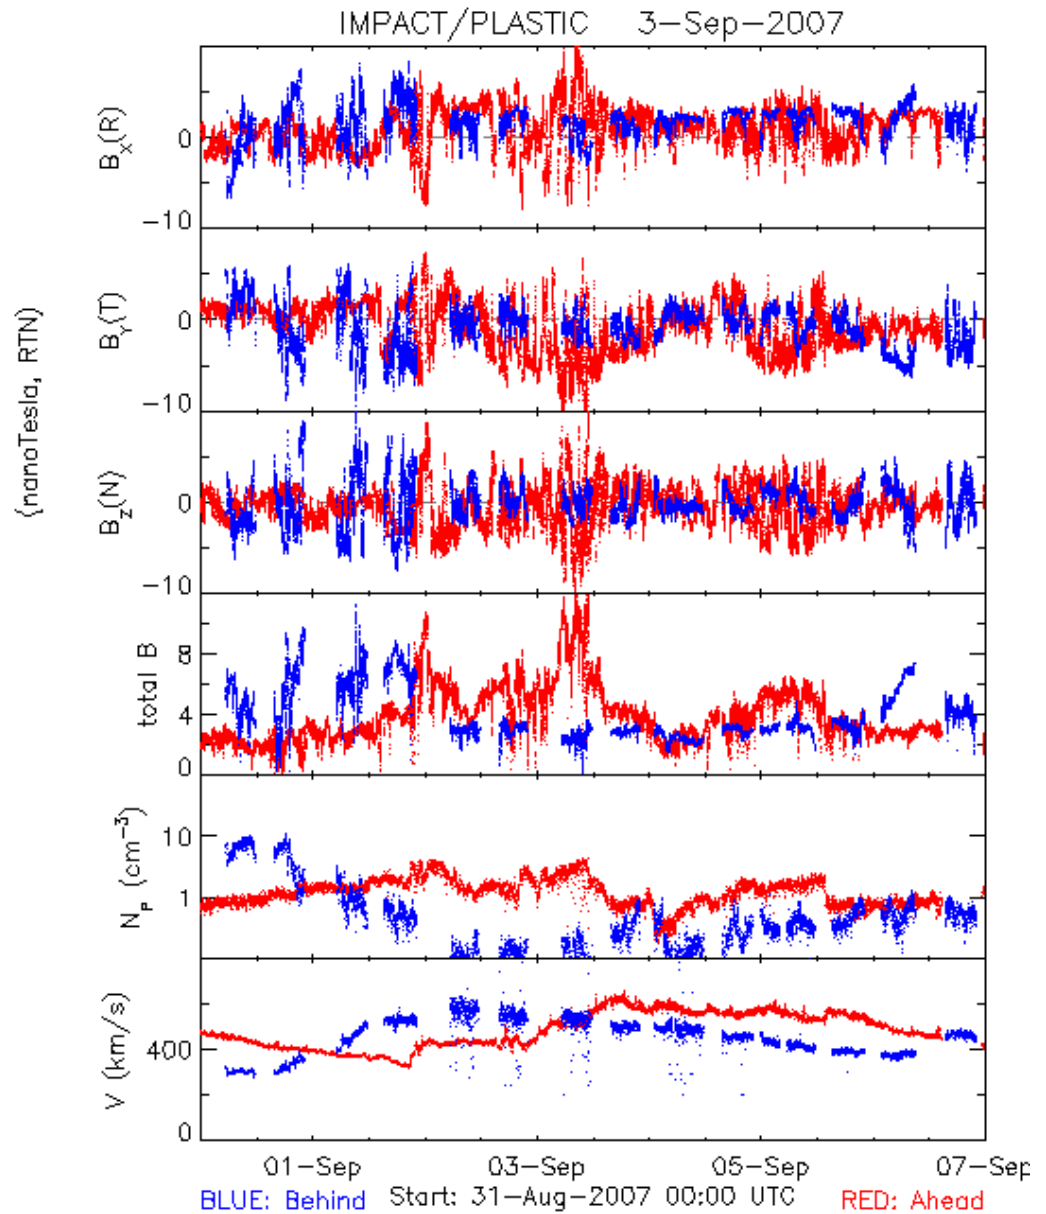 IMPACT/PLASTIC 3-Sep-2007
(nanoTesla, RTN)
B_X(R)
0
-10
B_Y(T)
0
-10
B_Z(N)
0
-10
total B
8
4
0
N_P (cm^-3)
10
1
V (km/s)
400
0
01-Sep 03-Sep 05-Sep 07-Sep
BLUE: Behind Start: 31-Aug-2007 00:00 UTC RED: Ahead